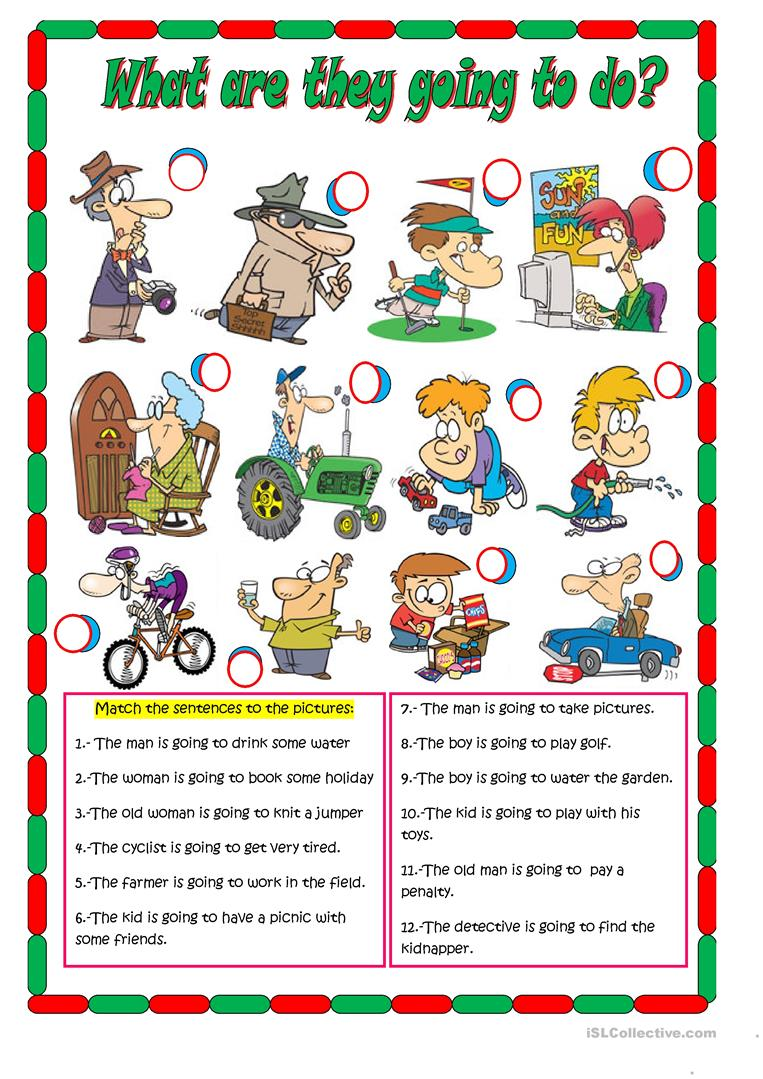 What are they going to do?
SUN
and
FUN
Top
Secret
Shhhhh
CHIPS
Match the sentences to the pictures:
1.- The man is going to drink some water
2.-The woman is going to book some holiday
3.-The old woman is going to knit a jumper
4.-The cyclist is going to get very tired.
5.-The farmer is going to work in the field.
6.-The kid is going to have a picnic with
some friends.
7.- The man is going to take pictures.
8.-The boy is going to play golf.
9.-The boy is going to water the garden.
10.-The kid is going to play with his
toys.
11.-The old man is going to  pay a
penalty.
12.-The detective is going to find the
kidnapper.
iSLCollective.com